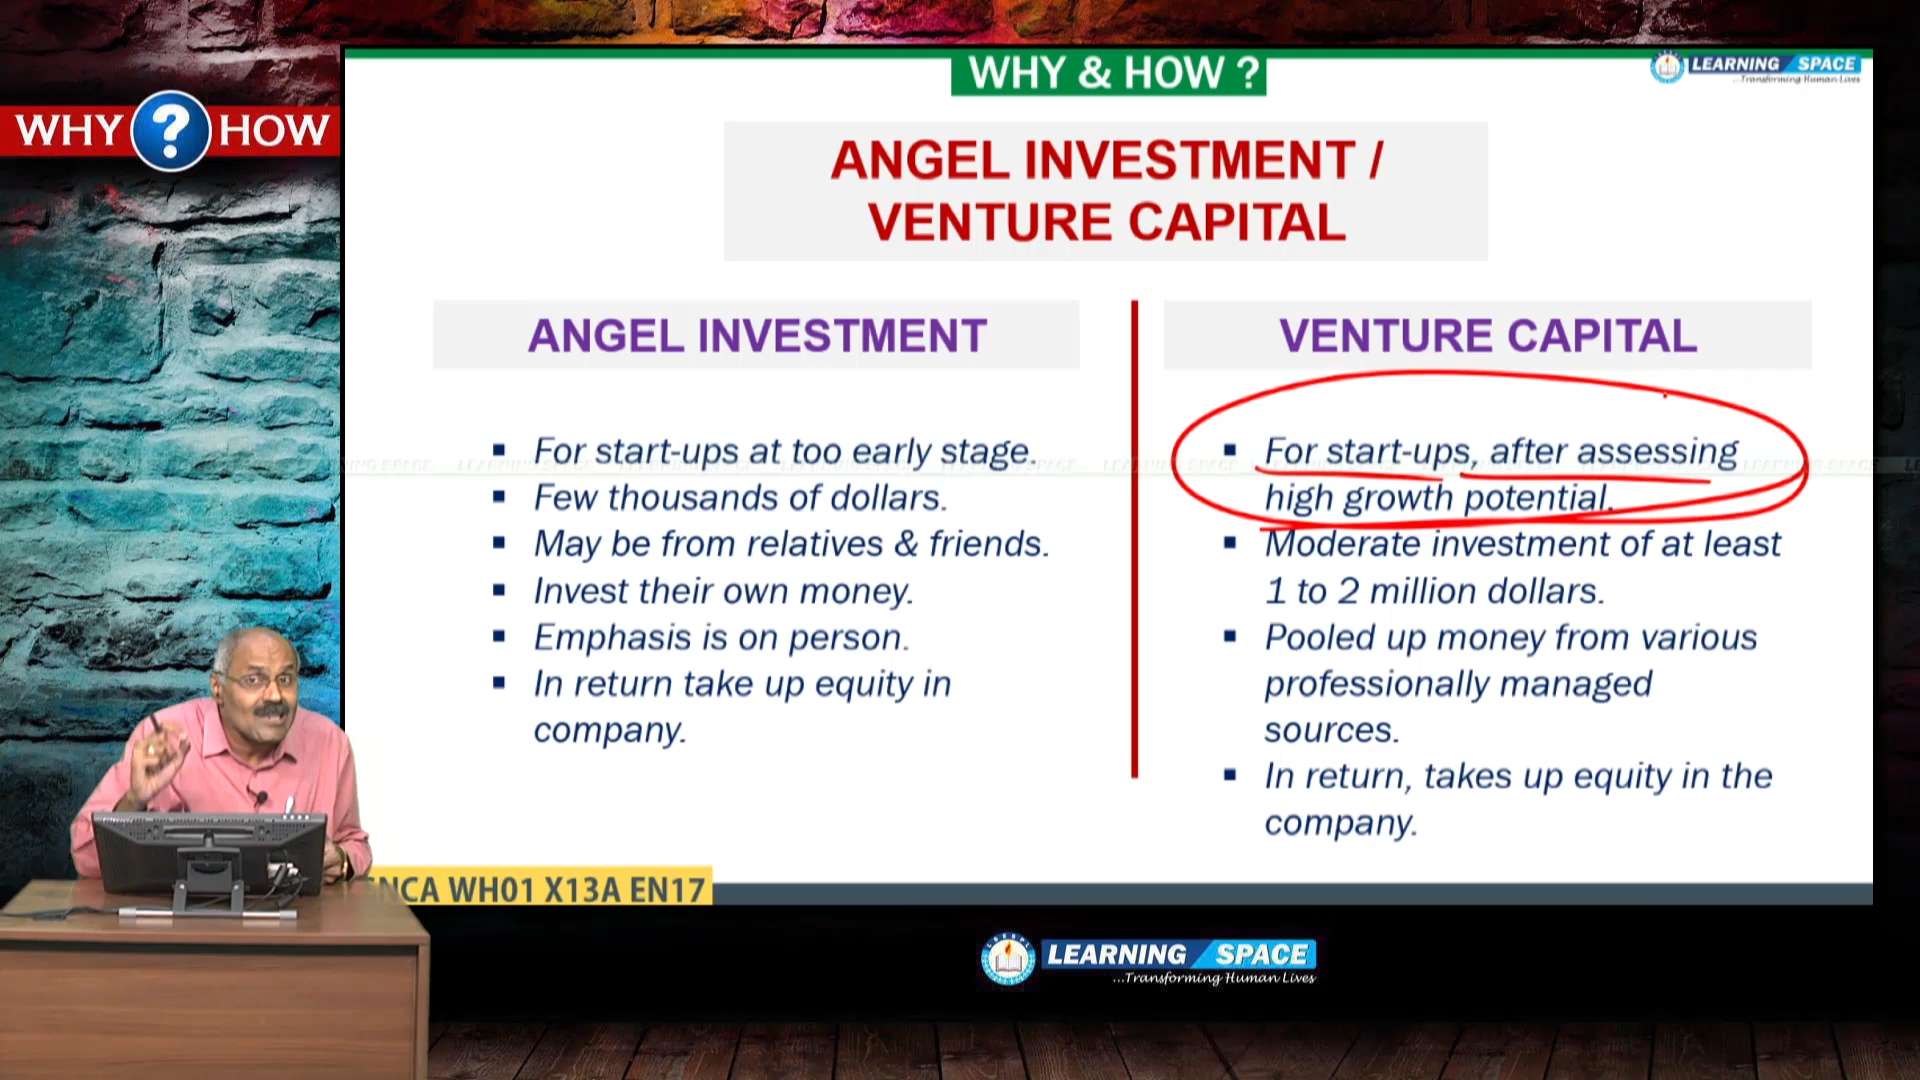 WHY ? HOW
WHY & HOW ?
LEARNING SPACE
...Transforming Human Lives
ANGEL INVESTMENT /
VENTURE CAPITAL
ANGEL INVESTMENT
▪ For start-ups at too early stage.
▪ Few thousands of dollars.
▪ May be from relatives & friends.
▪ Invest their own money.
▪ Emphasis is on person.
▪ In return take up equity in
company.
VENTURE CAPITAL
▪ For start-ups, after assessing
high growth potential.
▪ Moderate investment of at least
1 to 2 million dollars.
▪ Pooled up money from various
professionally managed
sources.
▪ In return, takes up equity in the
company.
NCA WH01 X13A EN17
LEARNING SPACE
...Transforming Human Lives